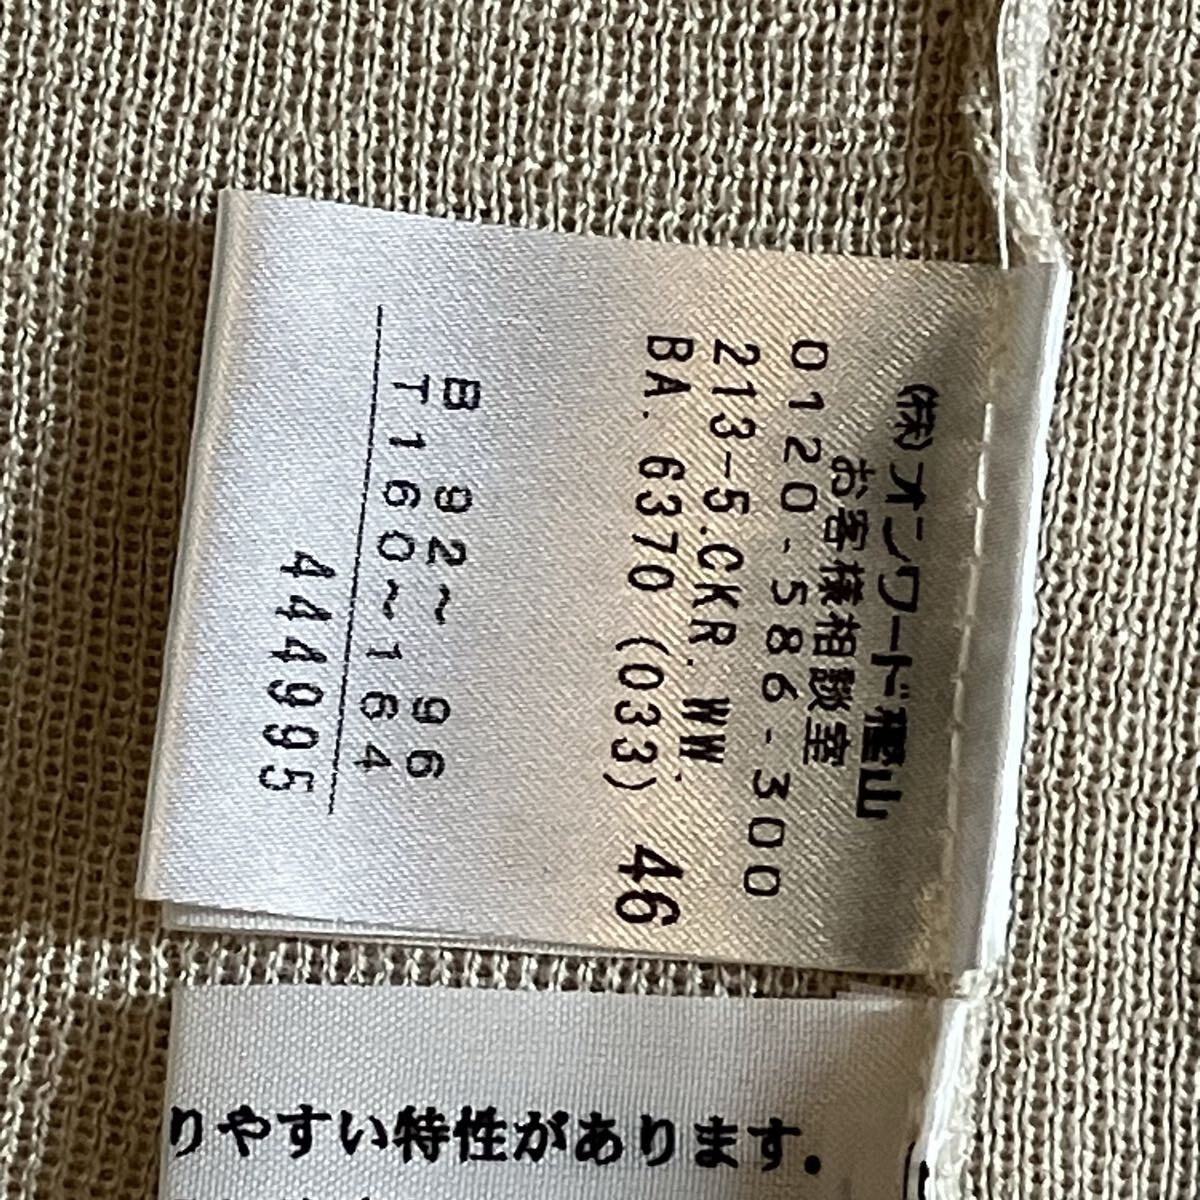 (株)オンワード樫山
お客様相談室
0120-586-300
213-5.CKR.WW.
BA.6370 (033) 46
B 92~ 96
T160~164
444995
りやすい特性があります.